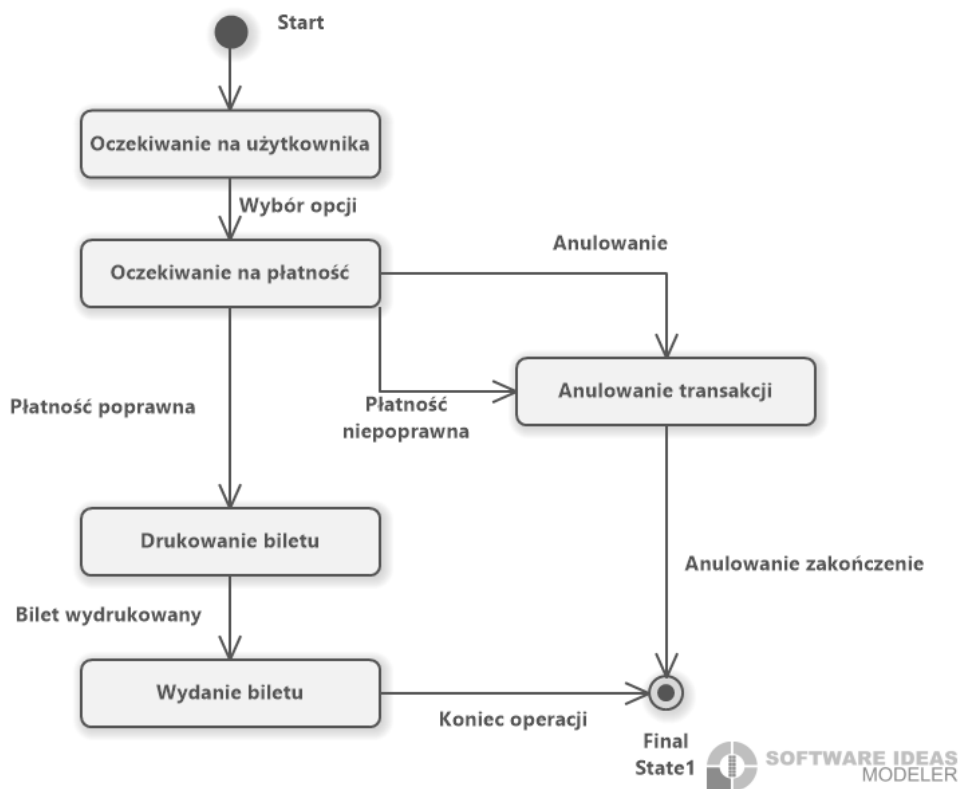 Start
Oczekiwanie na użytkownika
Wybór opcji
Oczekiwanie na płatność
Anulowanie
Anulowanie transakcji
Płatność poprawna
Płatność
niepoprawna
Drukowanie biletu
Anulowanie zakończenie
Bilet wydrukowany
Wydanie biletu
Koniec operacji
Final
State1
SOFTWARE IDEAS
MODELER